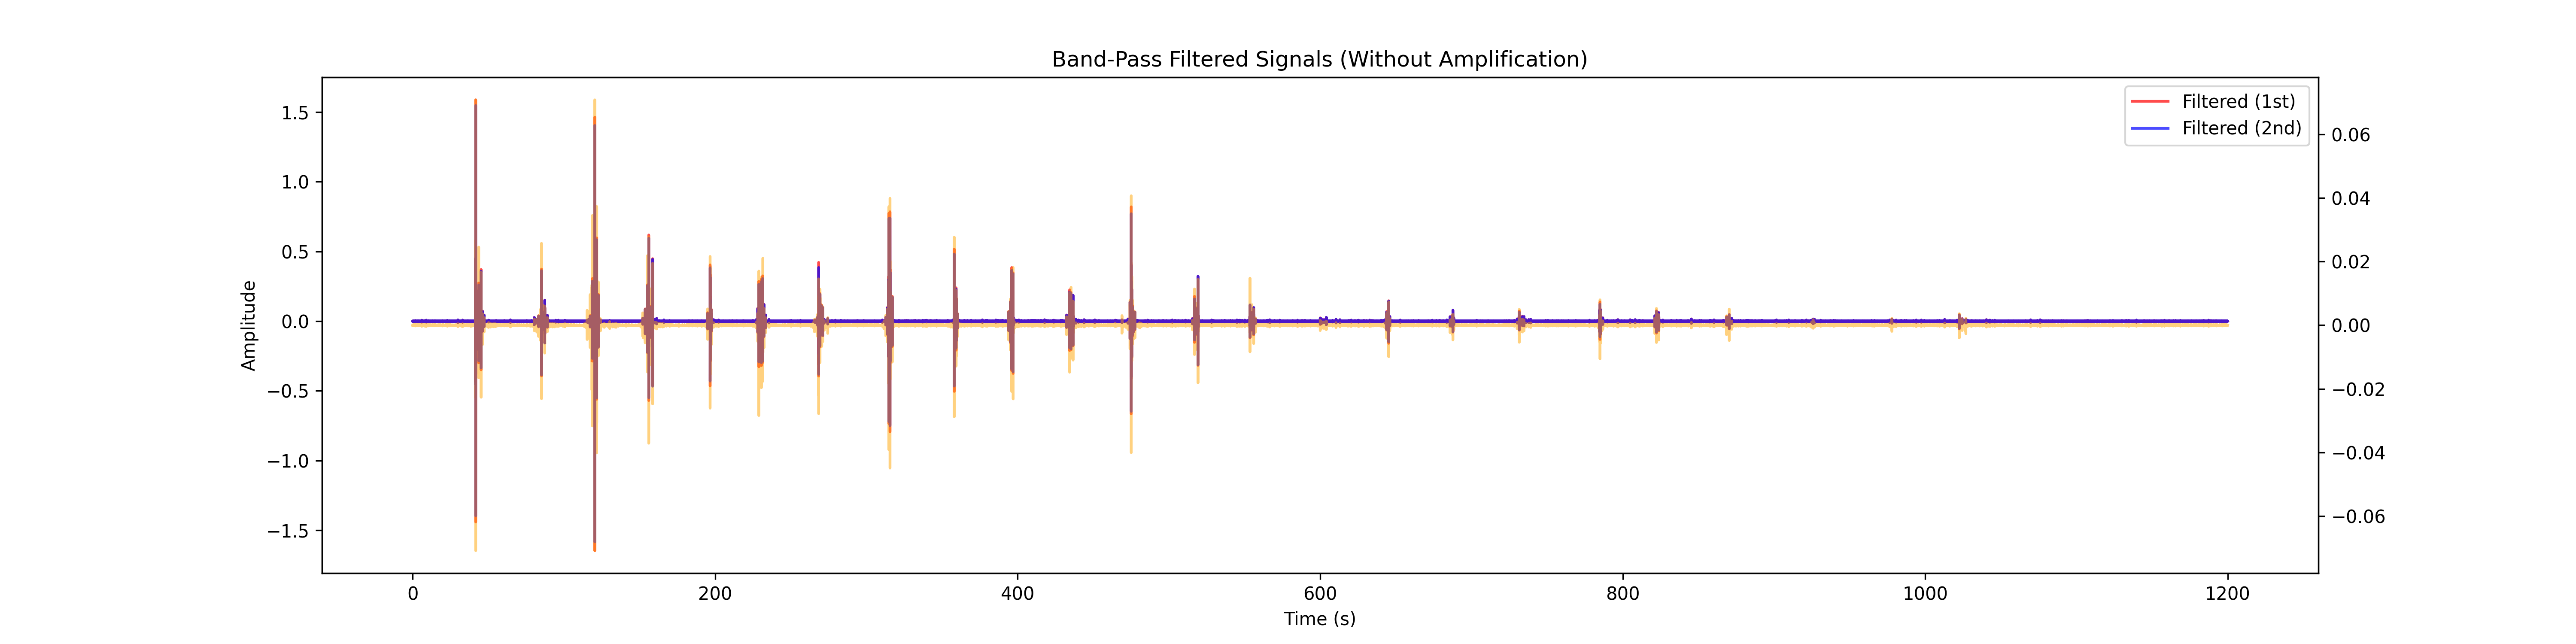 Band-Pass Filtered Signals (Without Amplification)
Filtered (1st)
Filtered (2nd)
Amplitude
1.5
1.0
0.5
0.0
−0.5
−1.0
−1.5
0.06
0.04
0.02
0.00
−0.02
−0.04
−0.06
0 200 400 600 800 1000 1200
Time (s)